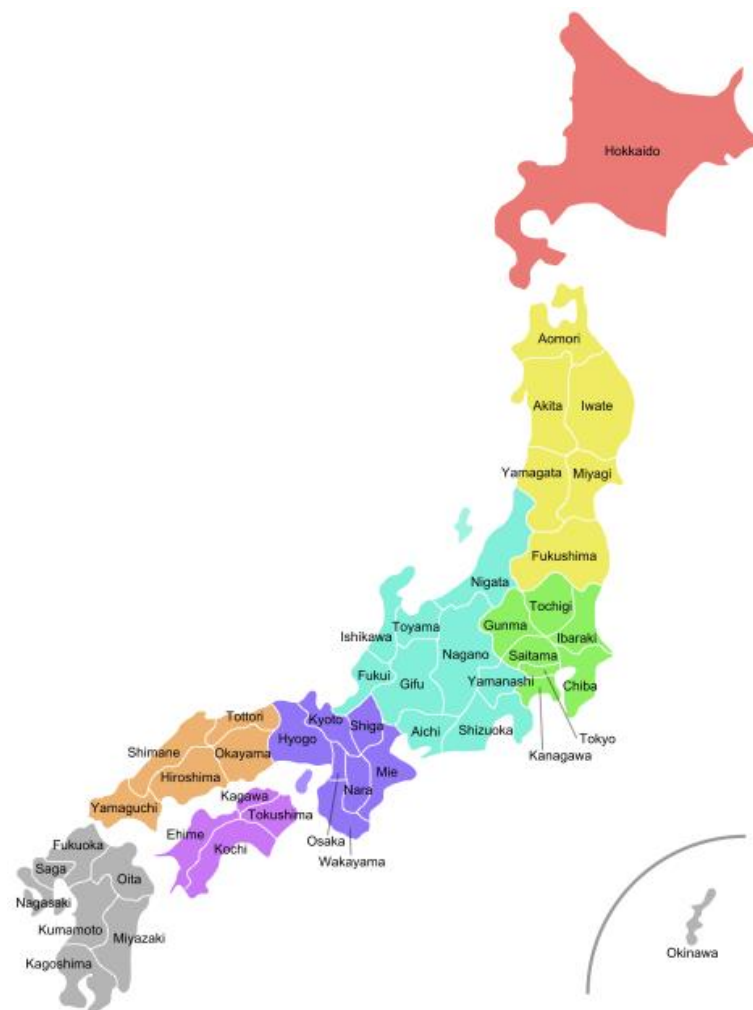 Hokkaido
Aomori
Akita
Iwate
Yamagata
Miyagi
Fukushima
Nigata
Tochigi
Gunma
Ibaraki
Toyama
Ishikawa
Nagano
Saitama
Fukui
Gifu
Yamanashi
Chiba
Tottori
Kyoto
Shiga
Aichi
Shizuoka
Tokyo
Hyogo
Kanagawa
Shimane
Okayama
Mie
Hiroshima
Nara
Kagawa
Yamaguchi
Tokushima
Ehime
Osaka
Fukuoka
Kochi
Wakayama
Saga
Oita
Nagasaki
Kumamoto
Miyazaki
Okinawa
Kagoshima